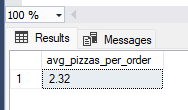 100 %
Results Messages
avg_pizzas_per_order
1 2.32